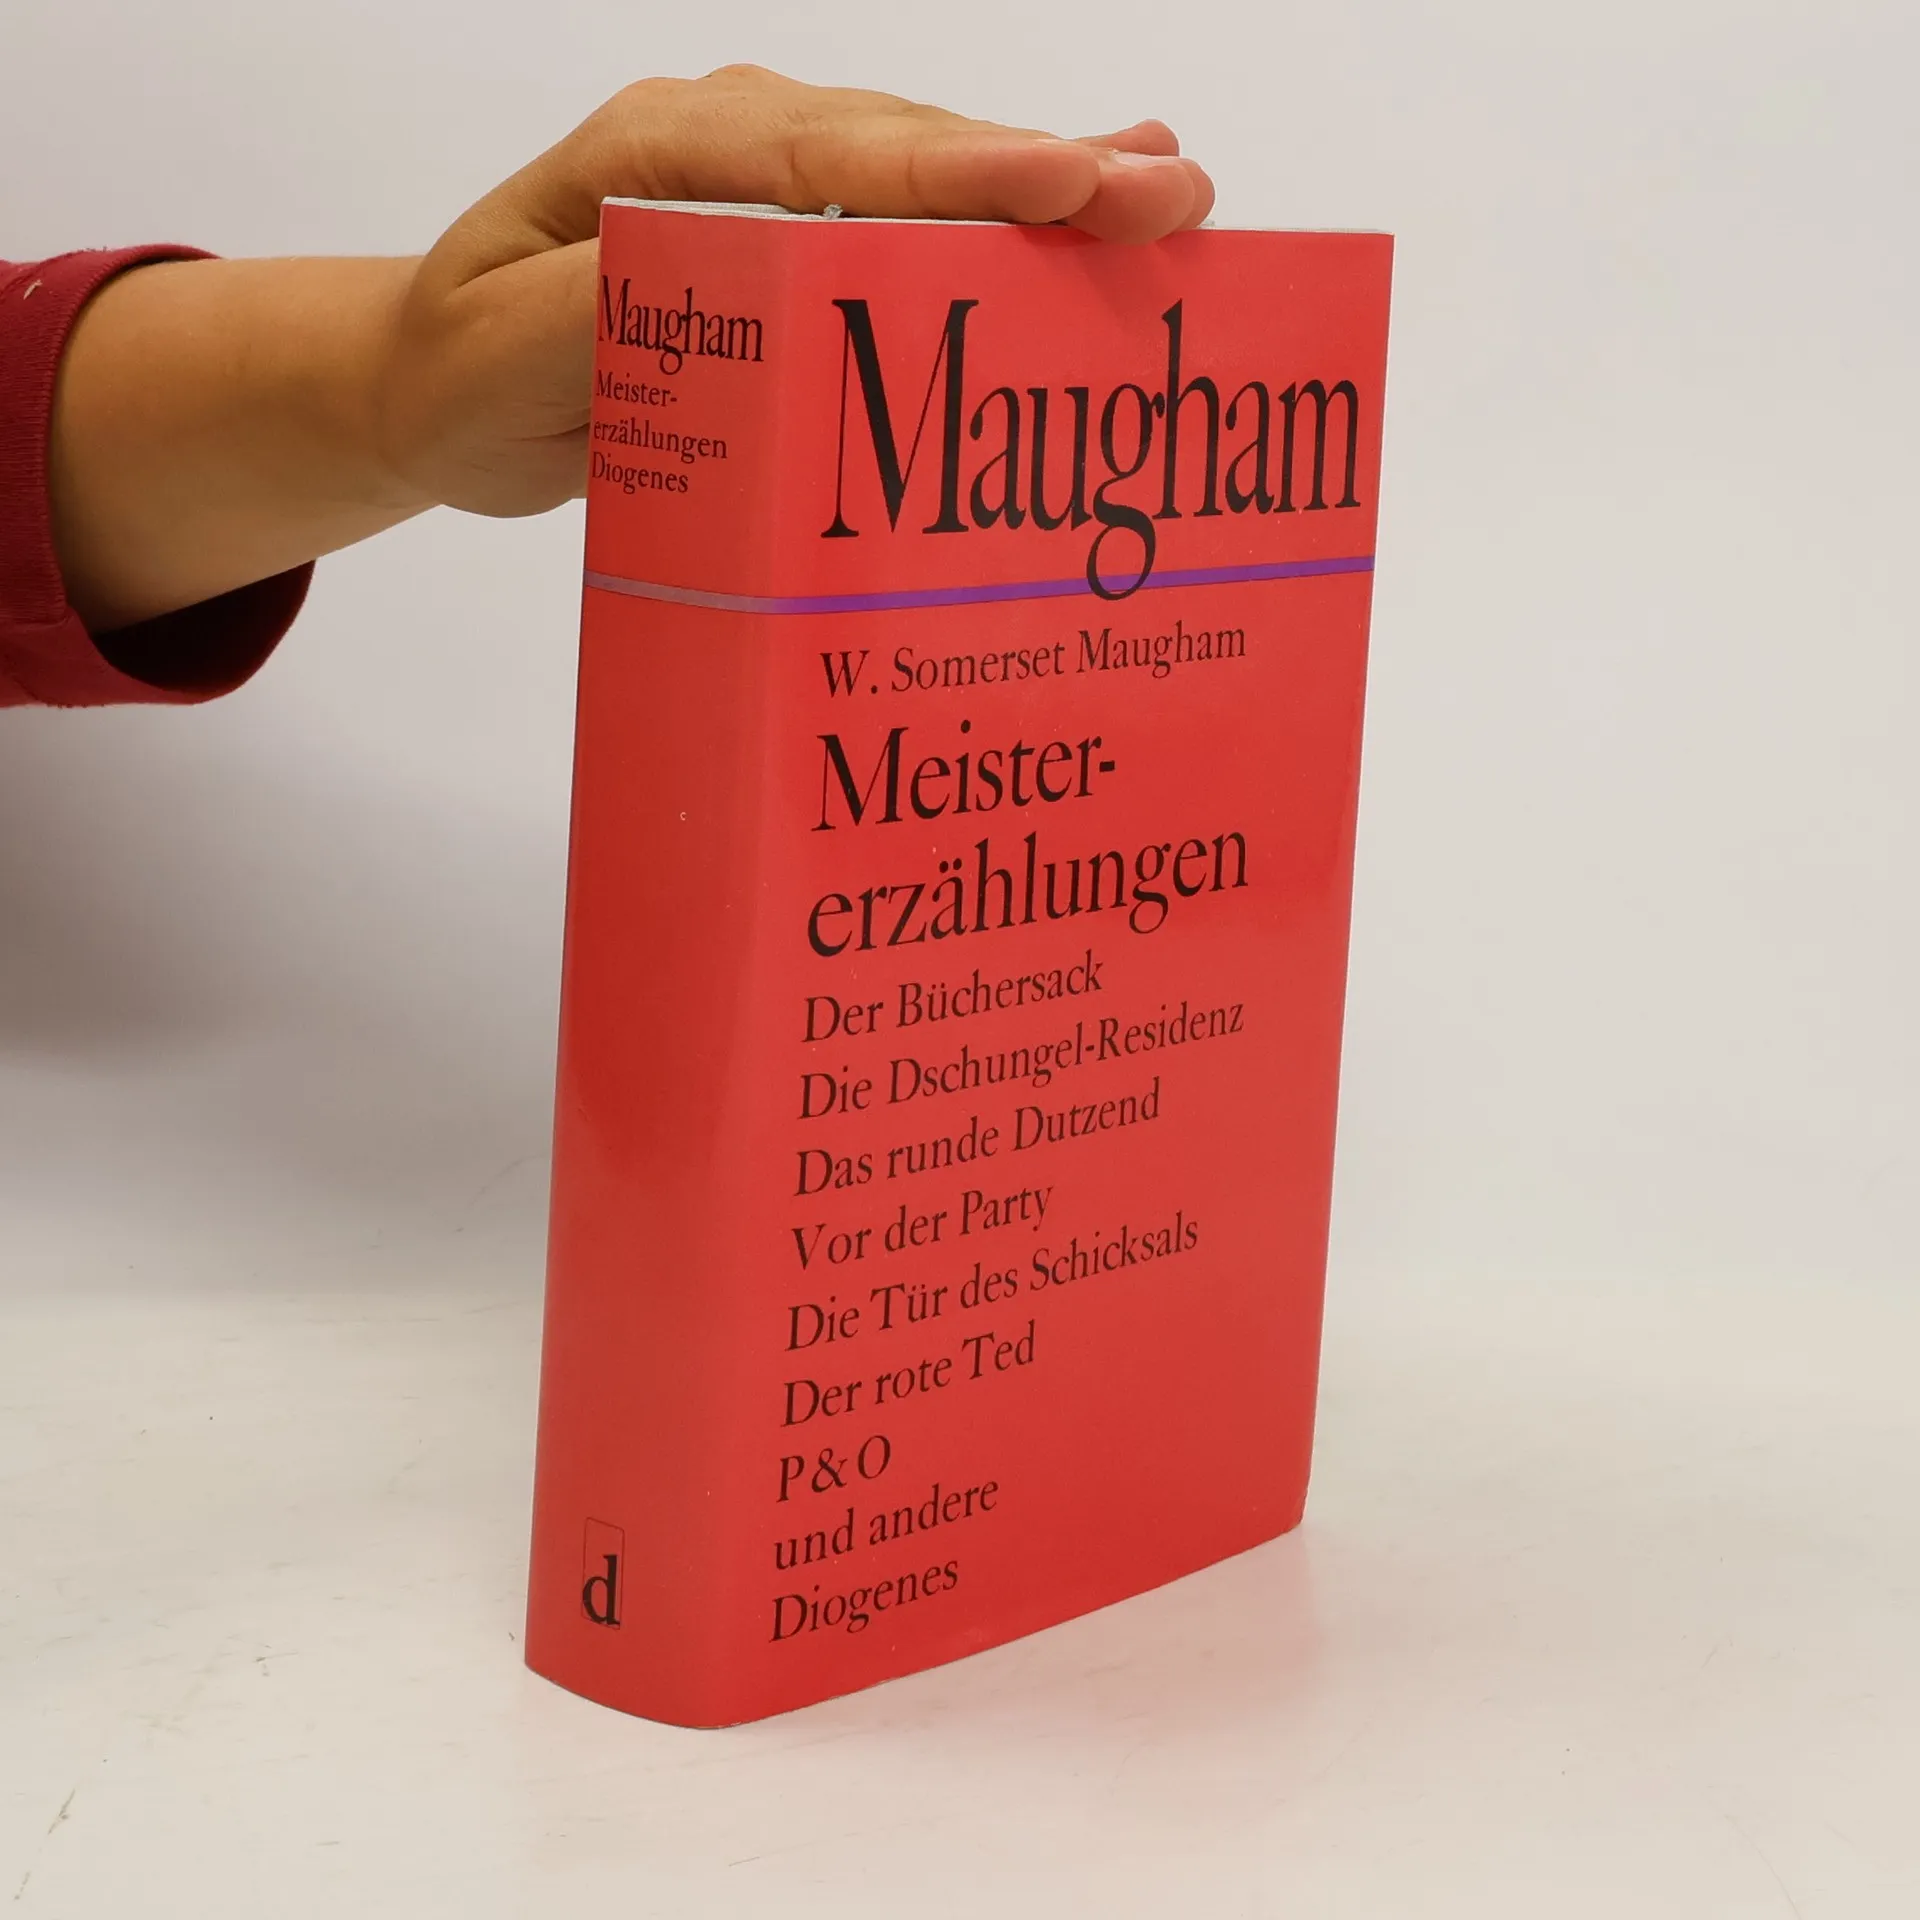 Maugham
Meister-
erzählungen
Diogenes
d
Maugham
W. Somerset Maugham
Meister-
erzählungen
Der Büchersack
Die Dschungel-Residenz
Das runde Dutzend
Vor der Party
Die Tür des Schicksals
Der rote Ted
P & O
und andere
Diogenes